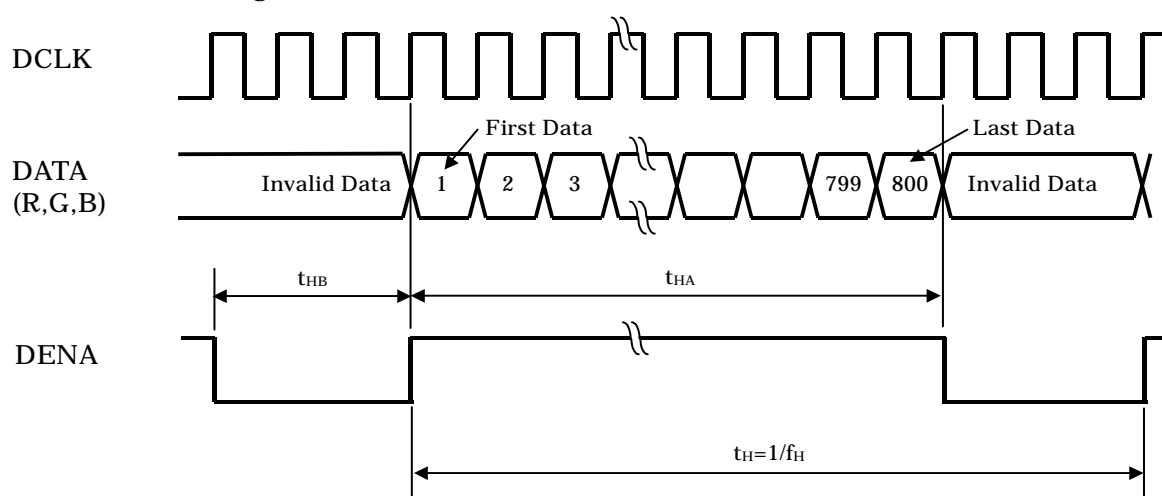 DCLK
First Data
Last Data
DATA
(R,G,B)
Invalid Data
1
2
3
799
800
Invalid Data
tHB
tHA
DENA
tH=1/fH